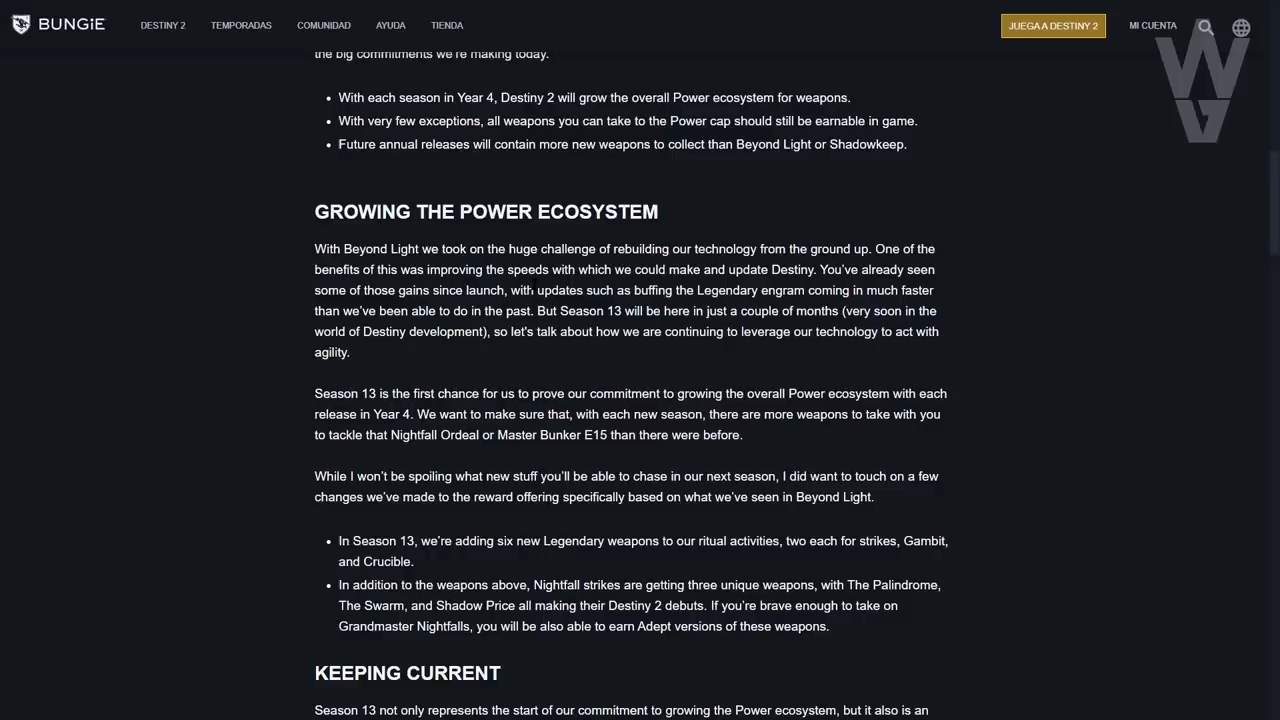 BUNGiE DESTINY 2 TEMPORADAS COMUNIDAD AYUDA TIENDA JUEGA A DESTINY 2 MI CUENTA
WG
the big commitments we're making today.
• With each season in Year 4, Destiny 2 will grow the overall Power ecosystem for weapons.
• With very few exceptions, all weapons you can take to the Power cap should still be earnable in game.
• Future annual releases will contain more new weapons to collect than Beyond Light or Shadowkeep.
GROWING THE POWER ECOSYSTEM
With Beyond Light we took on the huge challenge of rebuilding our technology from the ground up. One of the
benefits of this was improving the speeds with which we could make and update Destiny. You've already seen
some of those gains since launch, with updates such as buffing the Legendary engram coming in much faster
than we've been able to do in the past. But Season 13 will be here in just a couple of months (very soon in the
world of Destiny development), so let's talk about how we are continuing to leverage our technology to act with
agility.
Season 13 is the first chance for us to prove our commitment to growing the overall Power ecosystem with each
release in Year 4. We want to make sure that, with each new season, there are more weapons to take with you
to tackle that Nightfall Ordeal or Master Bunker E15 than there were before.
While I won't be spoiling what new stuff you'll be able to chase in our next season, I did want to touch on a few
changes we've made to the reward offering specifically based on what we've seen in Beyond Light.
• In Season 13, we're adding six new Legendary weapons to our ritual activities, two each for strikes, Gambit,
and Crucible.
• In addition to the weapons above, Nightfall strikes are getting three unique weapons, with The Palindrome,
The Swarm, and Shadow Price all making their Destiny 2 debuts. If you're brave enough to take on
Grandmaster Nightfalls, you will be also able to earn Adept versions of these weapons.
KEEPING CURRENT
Season 13 not only represents the start of our commitment to growing the Power ecosystem, but it also is an